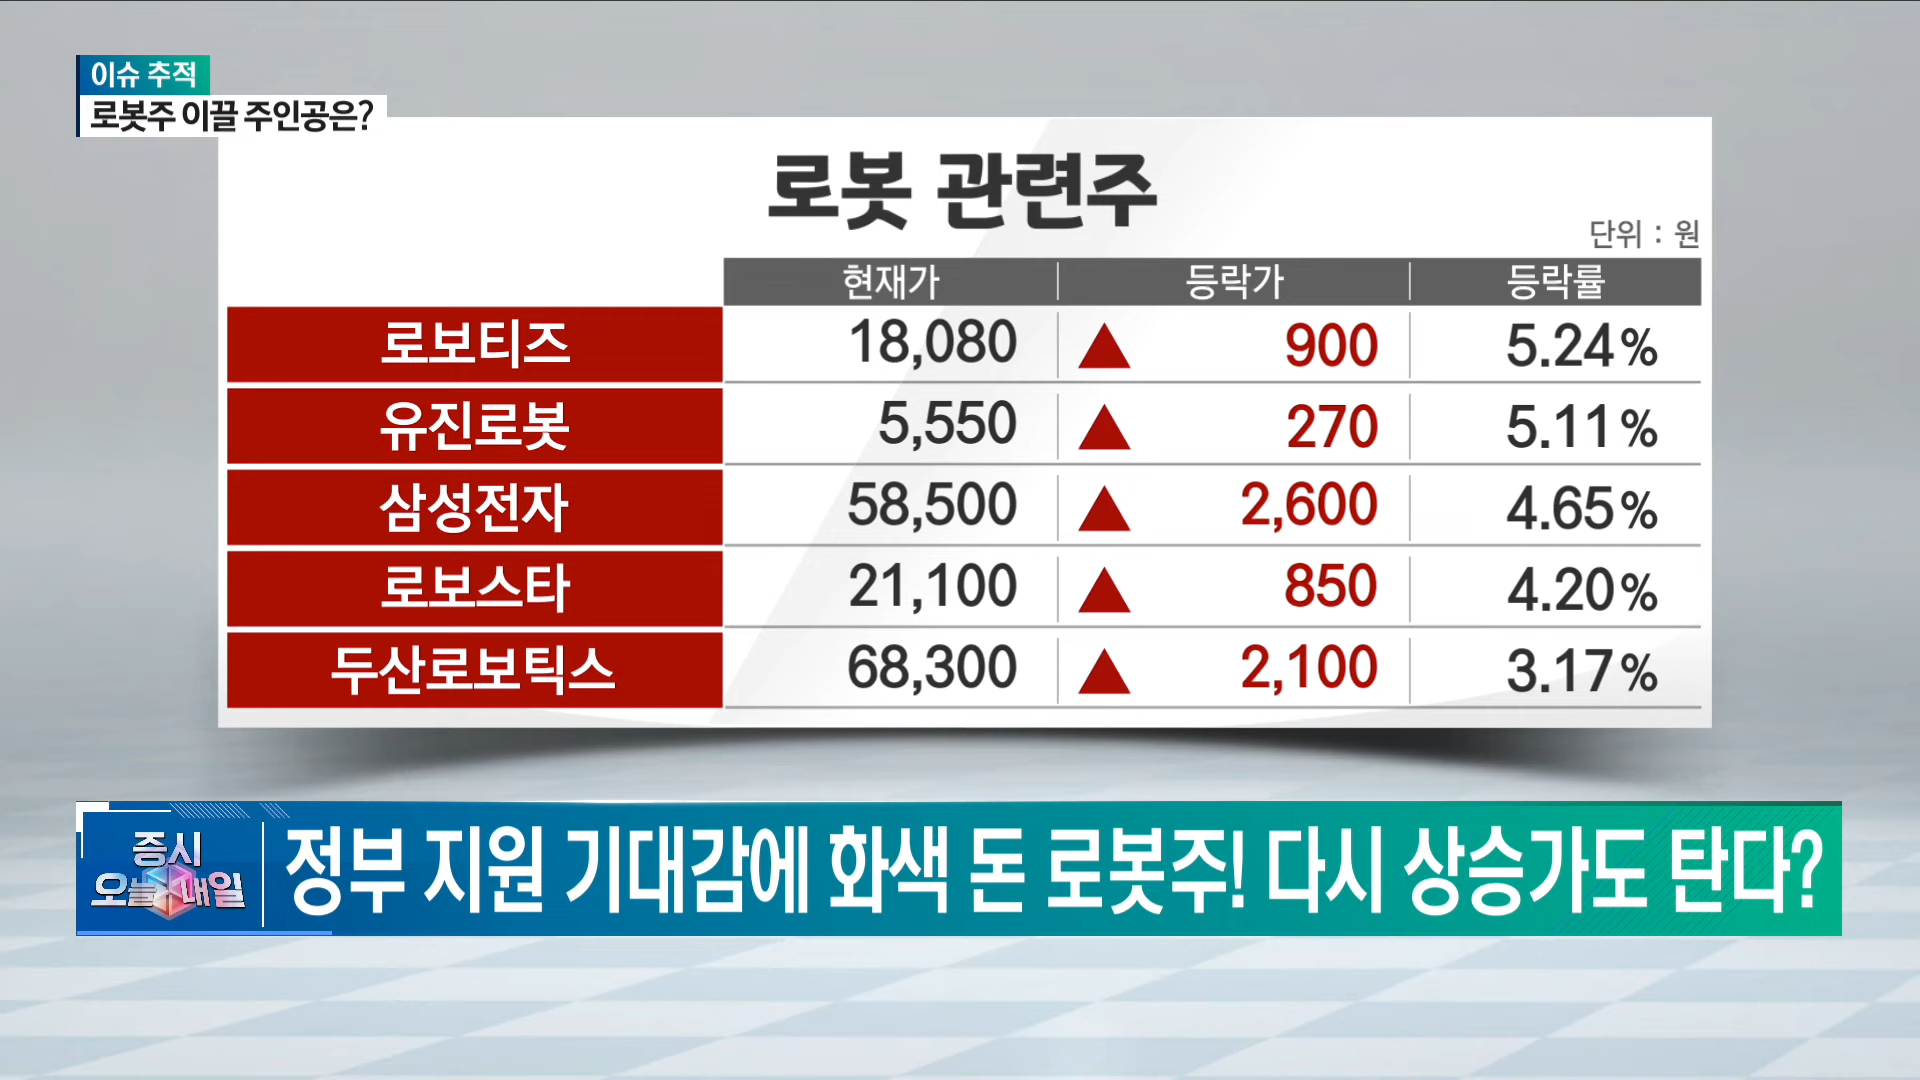 이슈 추적
로봇주 이끌 주인공은?
로봇 관련주
단위 : 원
현재가 등락가 등락률
로보티즈 18,080 ▲ 900 5.24%
유진로봇 5,550 ▲ 270 5.11%
삼성전자 58,500 ▲ 2,600 4.65%
로보스타 21,100 ▲ 850 4.20%
두산로보틱스 68,300 ▲ 2,100 3.17%
증시
오늘 매일
정부 지원 기대감에 화색 돈 로봇주! 다시 상승가도 탄다?